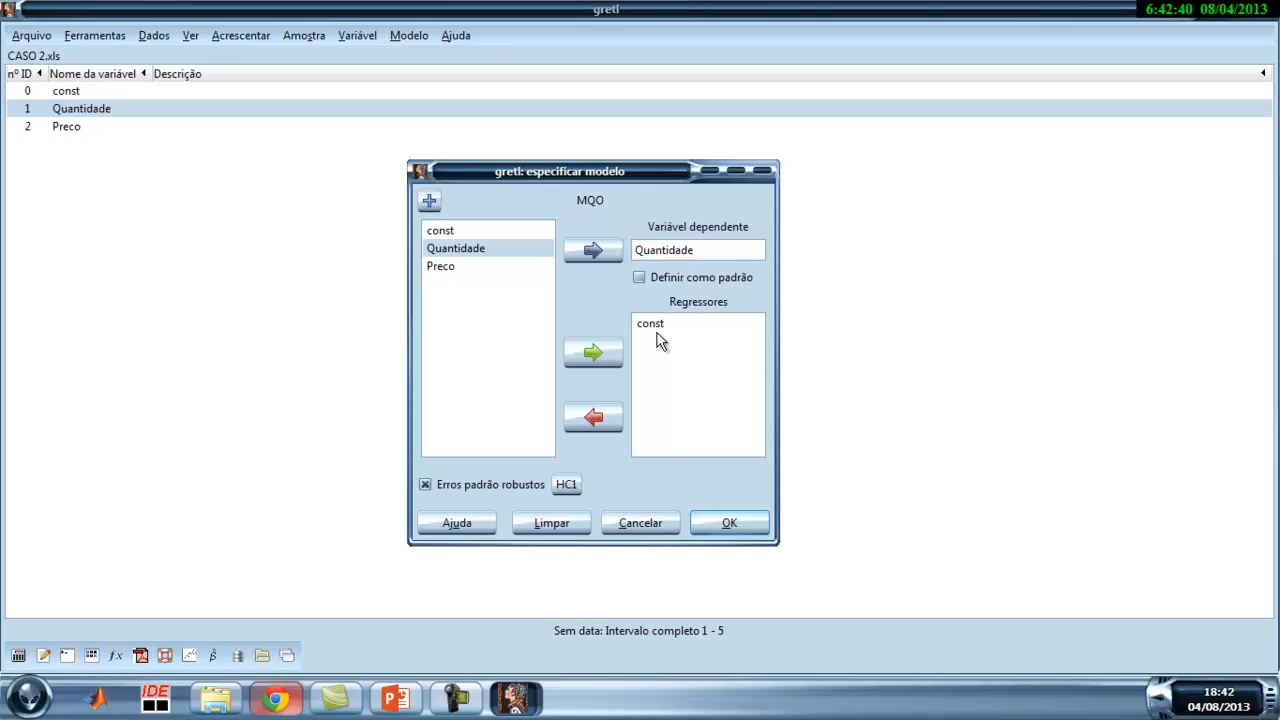 gretl
6:42:40 08/04/2013
Arquivo Ferramentas Dados Ver Acrescentar Amostra Variável Modelo Ajuda
CASO 2.xls
nº ID Nome da variável Descrição
0 const
1 Quantidade
2 Preco
gretl: especificar modelo
MQO
const
Quantidade
Preco
Variável dependente
Quantidade
Definir como padrão
Regressores
const
Erros padrão robustos HC1
Ajuda Limpar Cancelar OK
Sem data: Intervalo completo 1 - 5
fx
β
IDE
18:42
04/08/2013